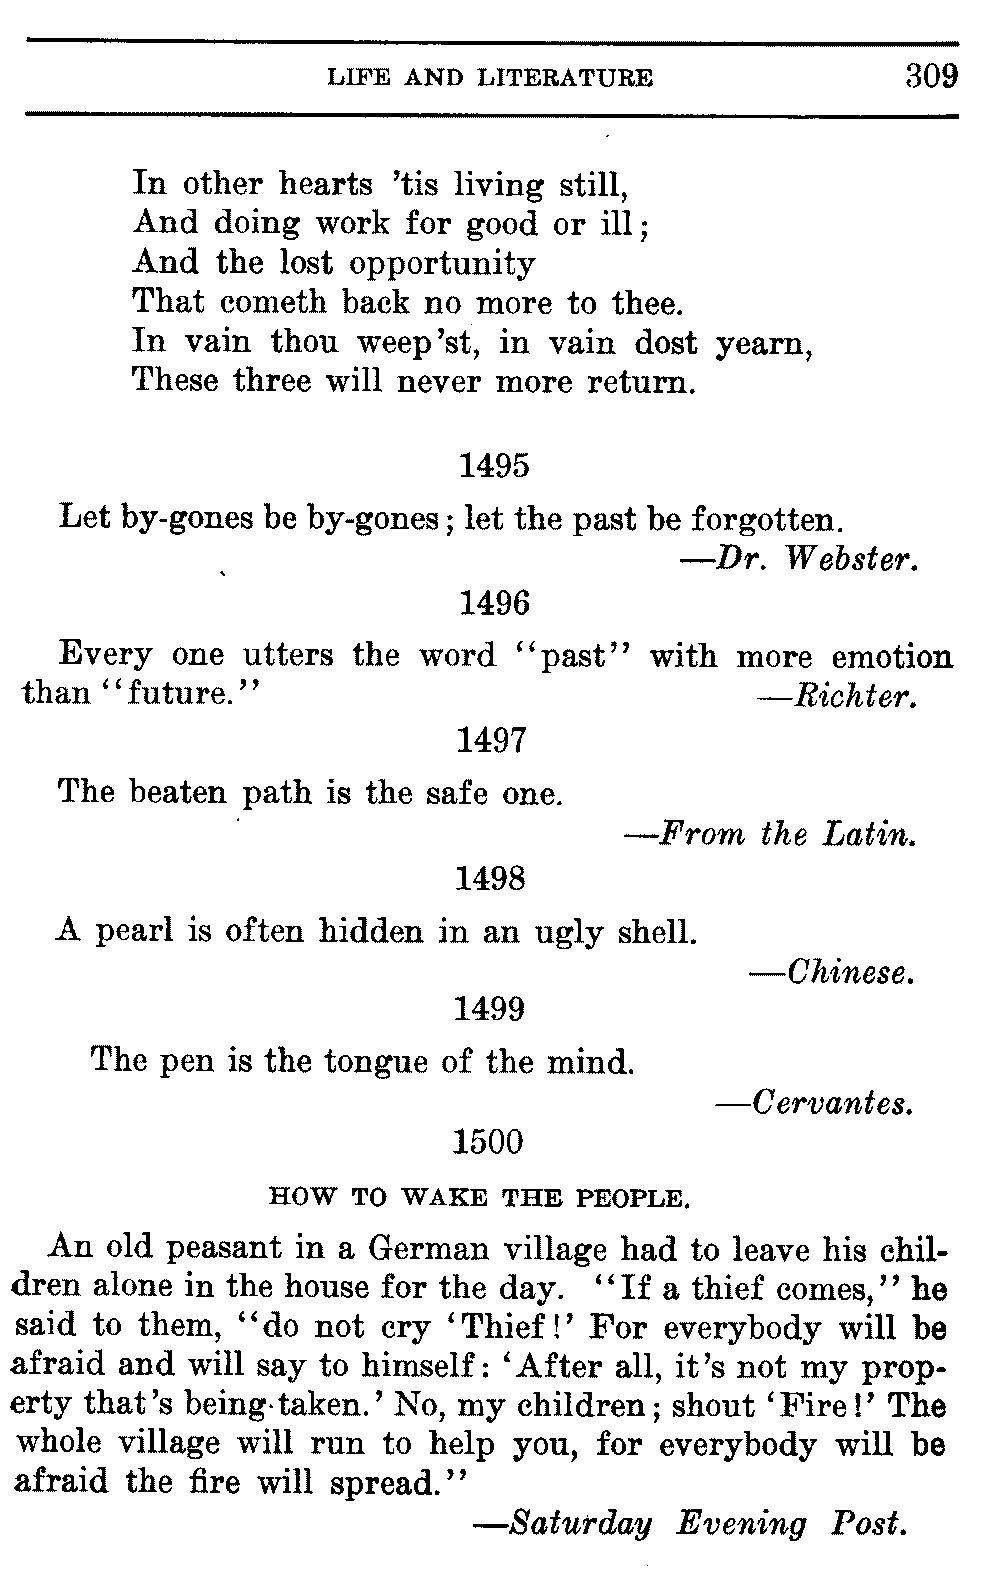 LIFE AND LITERATURE 309
In other hearts 'tis living still,
And doing work for good or ill;
And the lost opportunity
That cometh back no more to thee.
In vain thou weep'st, in vain dost yearn,
These three will never more return.
1495
Let by-gones be by-gones; let the past be forgotten.
—Dr. Webster.
1496
Every one utters the word "past" with more emotion
than "future." —Richter.
1497
The beaten path is the safe one.
—From the Latin.
1498
A pearl is often hidden in an ugly shell.
—Chinese.
1499
The pen is the tongue of the mind.
—Cervantes.
1500
HOW TO WAKE THE PEOPLE.
An old peasant in a German village had to leave his chil-
dren alone in the house for the day. "If a thief comes," he
said to them, "do not cry 'Thief!' For everybody will be
afraid and will say to himself: 'After all, it's not my prop-
erty that's being taken.' No, my children; shout 'Fire!' The
whole village will run to help you, for everybody will be
afraid the fire will spread."
—Saturday Evening Post.